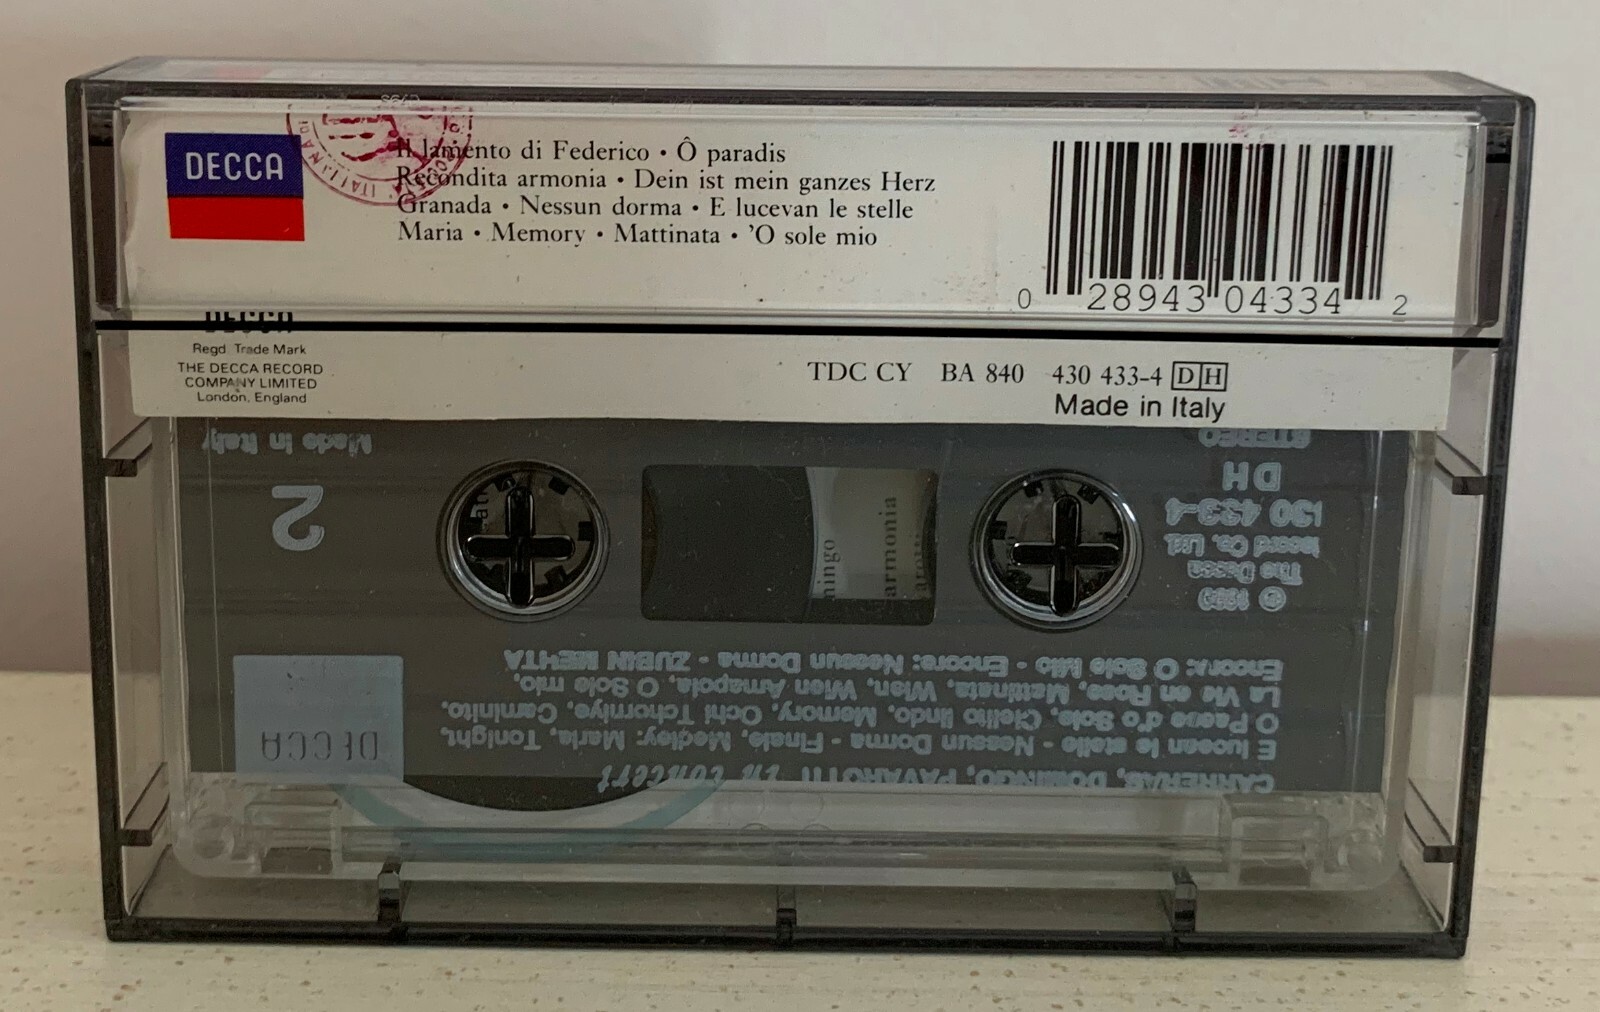 DECCA
Il lamento di Federico • Ô paradis
Recondita armonia • Dein ist mein ganzes Herz
Granada • Nessun dorma • E lucevan le stelle
Maria • Memory • Mattinata • 'O sole mio
0 28943 04334 2
DECCA
Regd. Trade Mark
THE DECCA RECORD
COMPANY LIMITED
London, England
TDC CY BA 840 430 433-4 DH
Made in Italy
CARRERAS, DOMINGO, PAVAROTTI in concert
E lucean le stelle - Nessun Dorma - Finale, Medley: Maria, Tonight,
O Paese d'o Sole, Cielito lindo, Memory, Ochi Tchorniye, Caminito,
La Vie en Rose, Mattinata, Wien, Wien Amapola, O Sole mio,
Encora: O Sole Mio - Encore: Nessun Dorma - ZUBIN MEHTA
DECCA
The Decca
430 433-4
DH
STEREO
2
Made in Italy
armonia